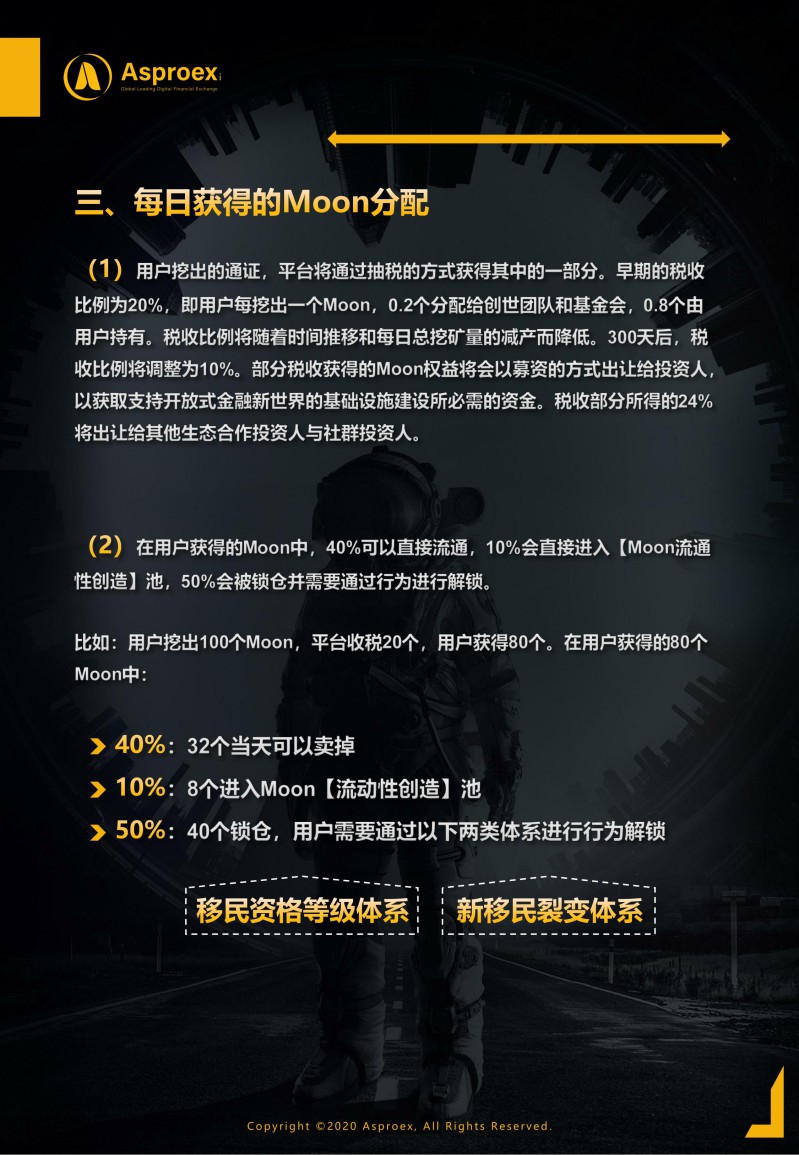 Asproex
Global Leading Digital Financial Exchange
三、每日获得的Moon分配
（1）用户挖出的通证，平台将通过抽税的方式获得其中的一部分。早期的税收
比例为20%，即用户每挖出一个Moon，0.2个分配给创世团队和基金会，0.8个由
用户持有。税收比例将随着时间推移和每日总挖矿量的减产而降低。300天后，税
收比例将调整为10%。部分税收获得的Moon权益将会以募资的方式出让给投资人，
以获取支持开放式金融新世界的基础设施建设所必需的资金。税收部分所得的24%
将出让给其他生态合作投资人与社群投资人。
（2）在用户获得的Moon中，40%可以直接流通，10%会直接进入【Moon流通
性创造】池，50%会被锁仓并需要通过行为进行解锁。
比如：用户挖出100个Moon，平台收税20个，用户获得80个。在用户获得的80个
Moon中：
40%：32个当天可以卖掉
10%：8个进入Moon【流动性创造】池
50%：40个锁仓，用户需要通过以下两类体系进行行为解锁
移民资格等级体系 新移民裂变体系
Copyright ©2020 Asproex, All Rights Reserved.